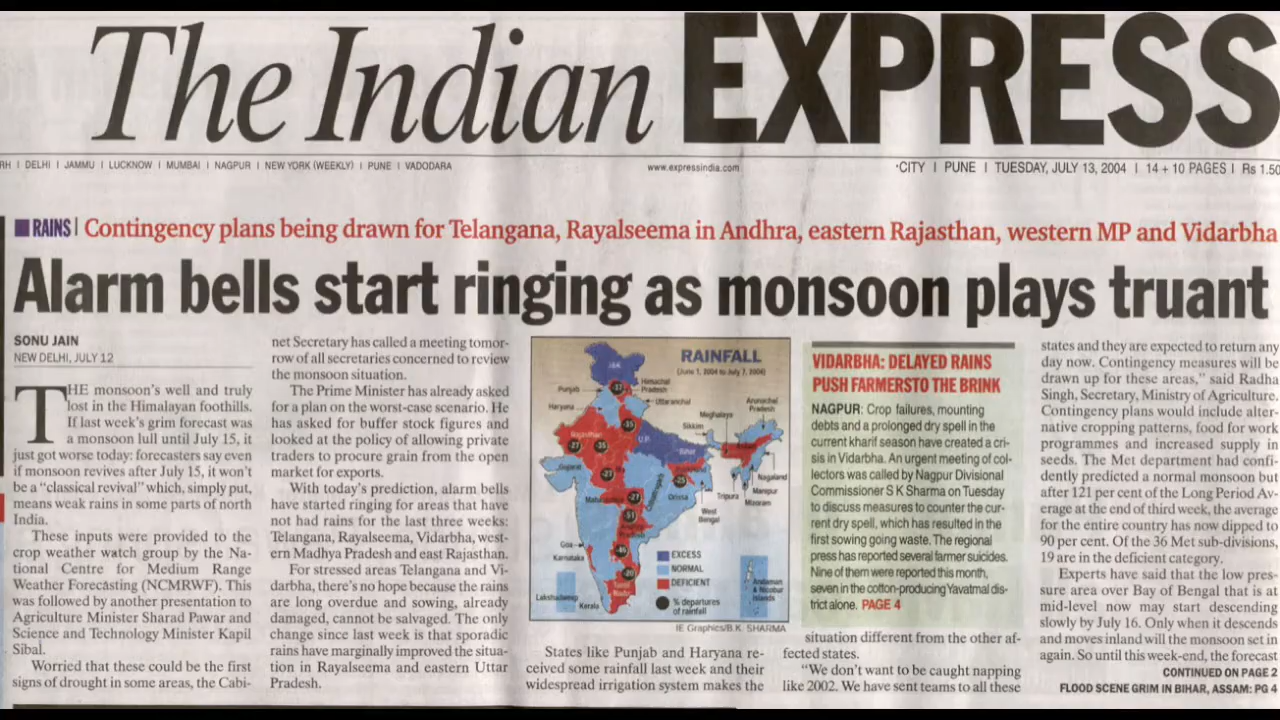 The Indian EXPRESS
RH I DELHI I JAMMU I LUCKNOW I MUMBAI I NAGPUR I NEW YORK (WEEKLY) I PUNE I VADODARA
www.expressindia.com
*CITY I PUNE I TUESDAY, JULY 13, 2004 I 14 + 10 PAGES I Rs 1.50
RAINS | Contingency plans being drawn for Telangana, Rayalseema in Andhra, eastern Rajasthan, western MP and Vidarbha
Alarm bells start ringing as monsoon plays truant
SONU JAIN
NEW DELHI, JULY 12
THE monsoon's well and truly
lost in the Himalayan foothills.
If last week's grim forecast was
a monsoon lull until July 15, it
just got worse today: forecasters say even
if monsoon revives after July 15, it won't
be a "classical revival" which, simply put,
means weak rains in some parts of north
India.
These inputs were provided to the
crop weather watch group by the Na-
tional Centre for Medium Range
Weather Forecasting (NCMRWF). This
was followed by another presentation to
Agriculture Minister Sharad Pawar and
Science and Technology Minister Kapil
Sibal.
Worried that these could be the first
signs of drought in some areas, the Cabi-
net Secretary has called a meeting tomor-
row of all secretaries concerned to review
the monsoon situation.
The Prime Minister has already asked
for a plan on the worst-case scenario. He
has asked for buffer stock figures and
looked at the policy of allowing private
traders to procure grain from the open
market for exports.
With today's prediction, alarm bells
have started ringing for areas that have
not had rains for the last three weeks:
Telangana, Rayalseema, Vidarbha, west-
ern Madhya Pradesh and east Rajasthan.
For stressed areas Telangana and Vi-
darbha, there's no hope because the rains
are long overdue and sowing, already
damaged, cannot be salvaged. The only
change since last week is that sporadic
rains have marginally improved the situa-
tion in Rayalseema and eastern Uttar
Pradesh.
RAINFALL
(June 1, 2004 to July 7, 2004)
J&K
Punjab
Himachal
Pradesh
Haryana
Uttaranchal
Arunachal
Pradesh
Meghalaya
Sikkim
Rajasthan
U.P.
Bihar
Gujarat
Nagaland
Manipur
Mizoram
Tripura
Orissa
West
Bengal
Goa
Karnataka
Tamil
Nadu
Lakshadweep
Kerala
Andaman
& Nicobar
Islands
EXCESS
NORMAL
DEFICIENT
% departures
of rainfall
IE Graphics/B.K. SHARMA
States like Punjab and Haryana re-
ceived some rainfall last week and their
widespread irrigation system makes the
VIDARBHA: DELAYED RAINS
PUSH FARMERSTO THE BRINK
NAGPUR: Crop failures, mounting
debts and a prolonged dry spell in the
current kharif season have created a cri-
sis in Vidarbha. An urgent meeting of col-
lectors was called by Nagpur Divisional
Commissioner S K Sharma on Tuesday
to discuss measures to counter the cur-
rent dry spell, which has resulted in the
first sowing going waste. The regional
press has reported several farmer suicides.
Nine of them were reported this month,
seven in the cotton-producing Yavatmal dis-
trict alone. PAGE 4
situation different from the other af-
fected states.
"We don't want to be caught napping
like 2002. We have sent teams to all these
states and they are expected to return any
day now. Contingency measures will be
drawn up for these areas," said Radha
Singh, Secretary, Ministry of Agriculture.
Contingency plans would include alter-
native cropping patterns, food for work
programmes and increased supply in
seeds. The Met department had confi-
dently predicted a normal monsoon but
after 121 per cent of the Long Period Av-
erage at the end of third week, the average
for the entire country has now dipped to
90 per cent. Of the 36 Met sub-divisions,
19 are in the deficient category.
Experts have said that the low pres-
sure area over Bay of Bengal that is at
mid-level now may start descending
slowly by July 16. Only when it descends
and moves inland will the monsoon set in
again. So until this week-end, the forecast
CONTINUED ON PAGE 2
FLOOD SCENE GRIM IN BIHAR, ASSAM: PG 4